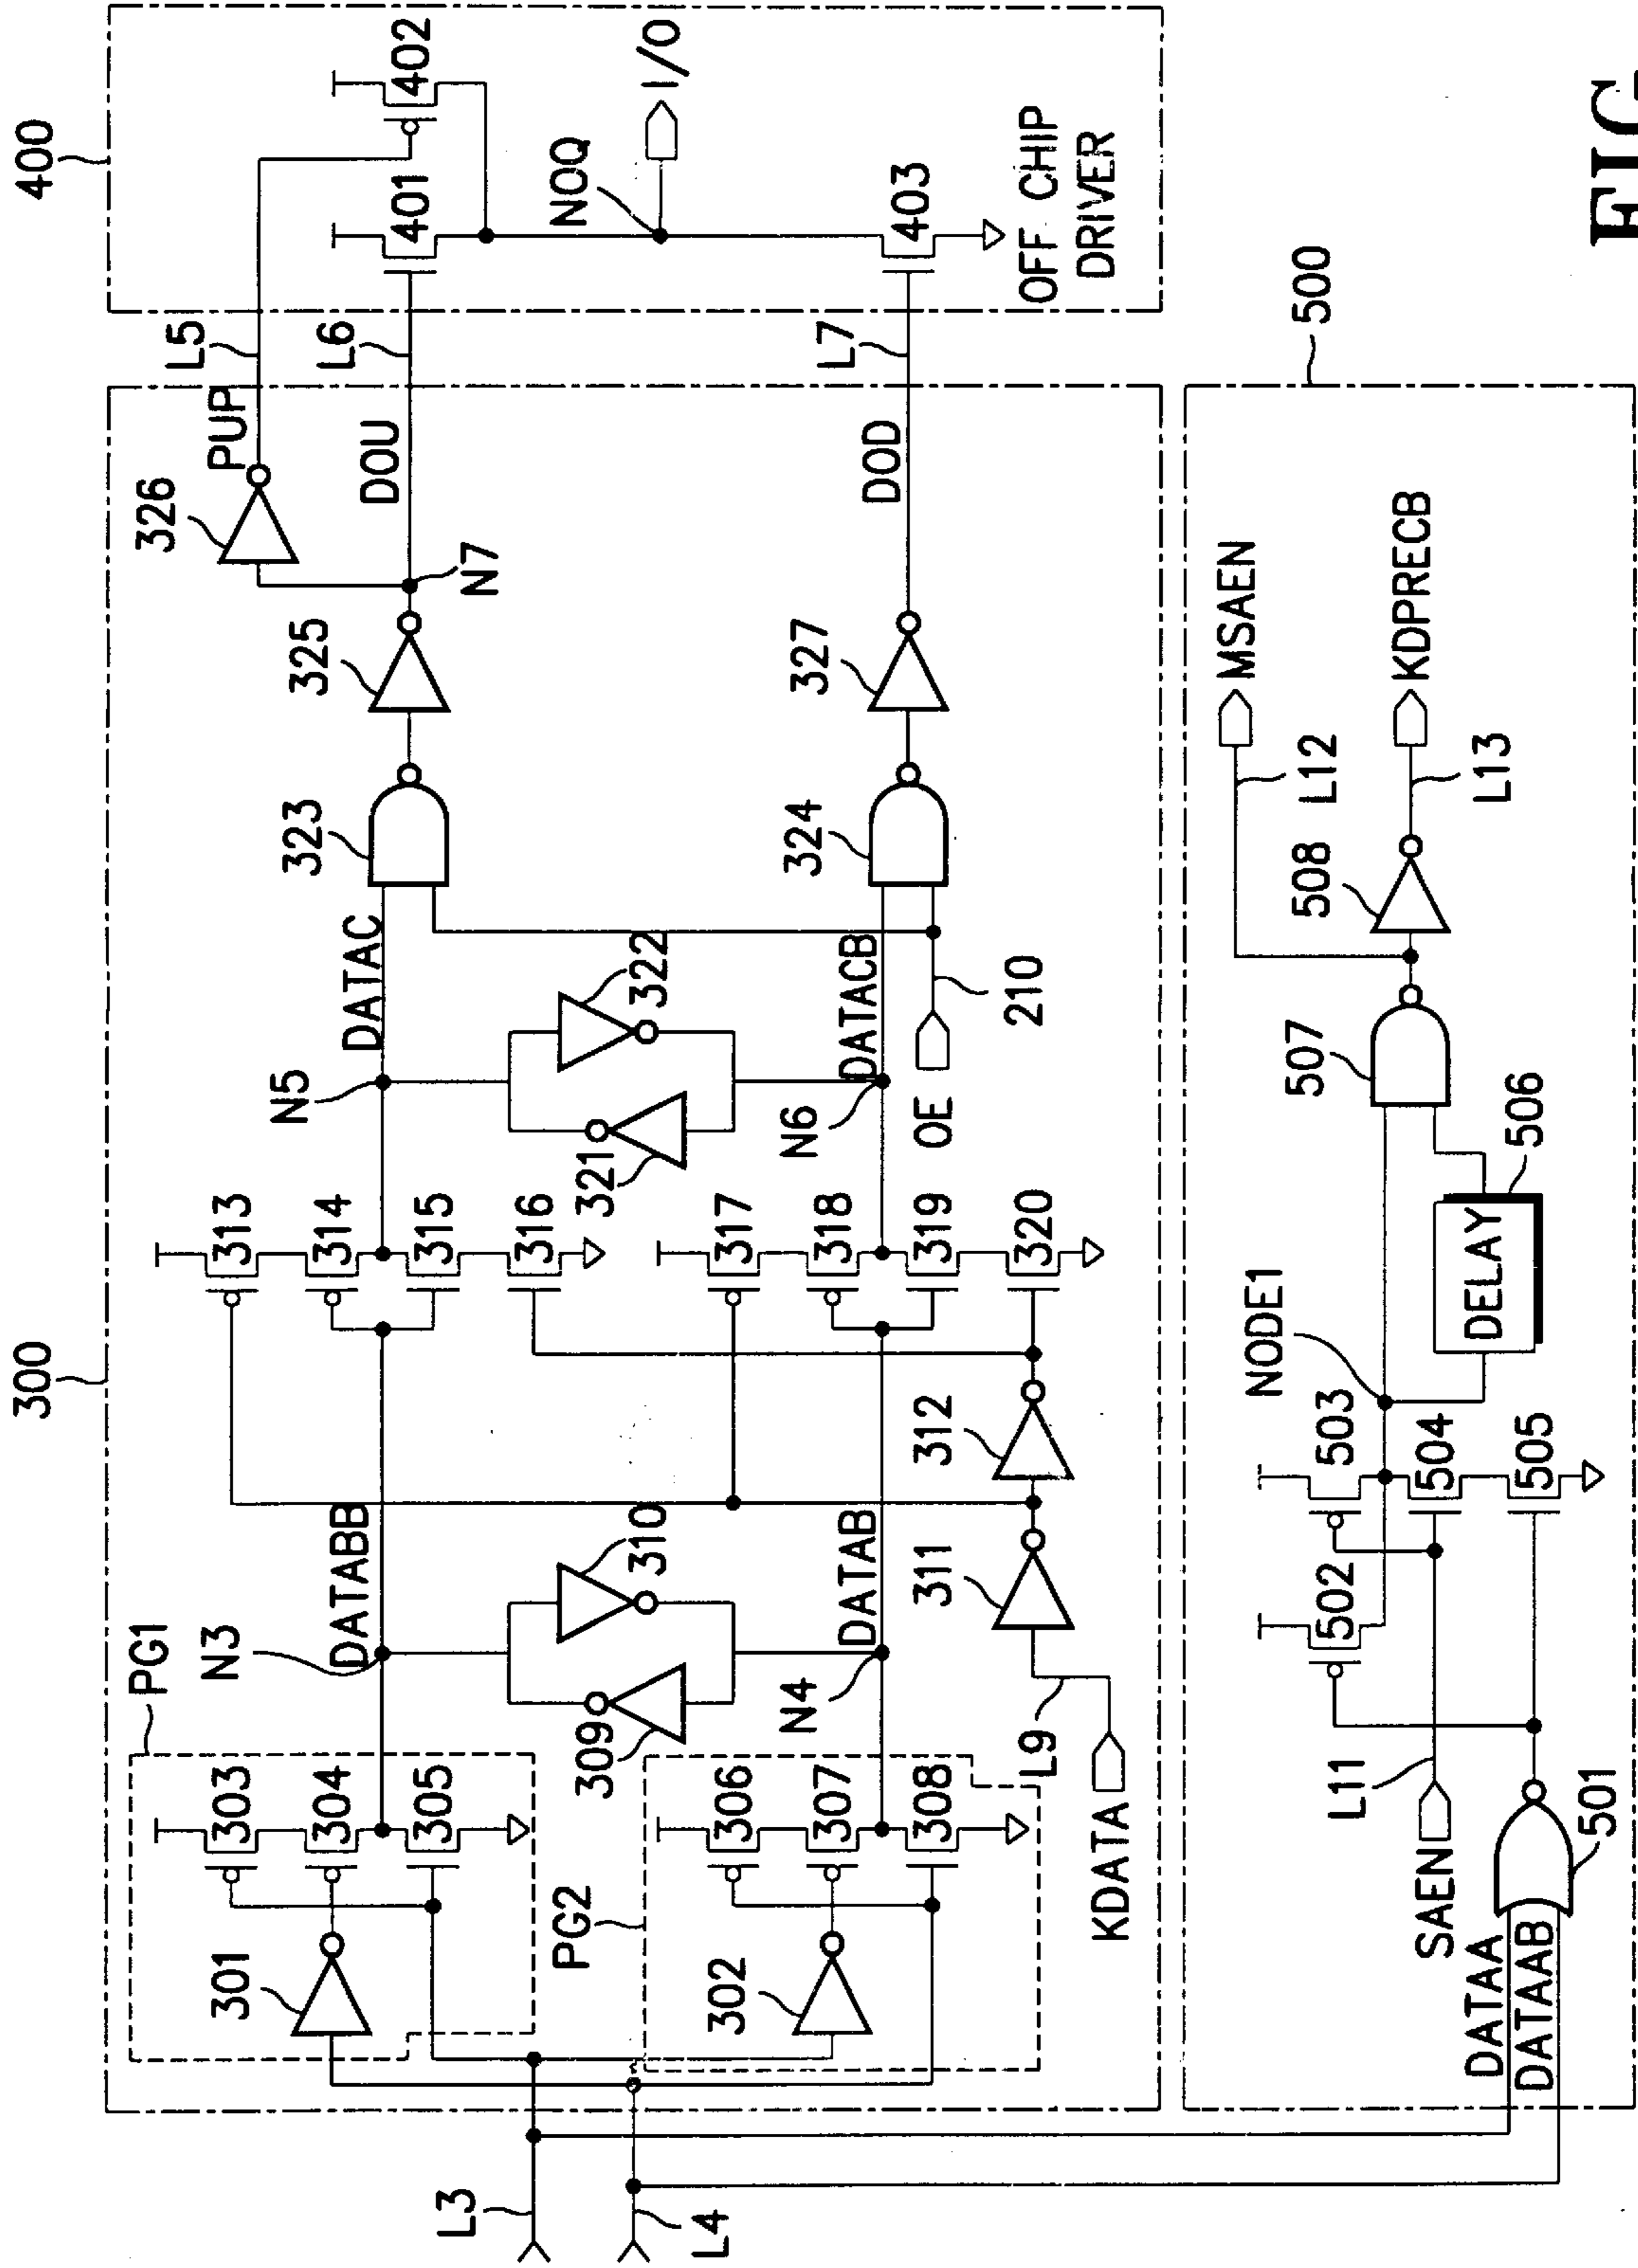 300
400
PG1
301
303
304
305
N3
DATABB
309
310
N4
DATAB
PG2
302
306
307
308
KDATA
L9
311
312
313
314
315
316
317
318
319
320
N5
DATAC
321
322
N6
DATACB
OE
210
323
324
325
326
327
N7
PUP
DOU
DOD
L5
L6
L7
401
402
403
NOQ
I/O
OFF CHIP
DRIVER
L3
L4
DATAA
DATAAB
501
SAEN
L11
502
503
504
505
NODE1
DELAY
506
507
508
L12
L13
MSAEN
KDPRECB
500
FIG